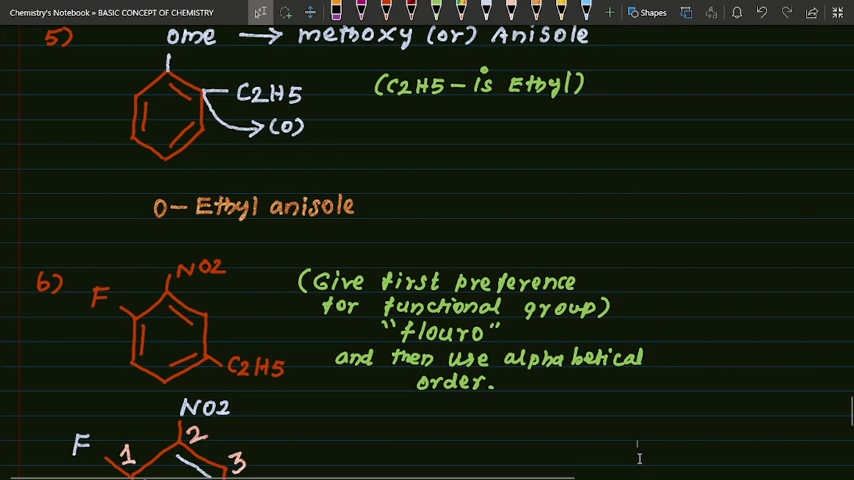 Chemistry's Notebook » BASIC CONCEPT OF CHEMISTRY
Shapes
5) ome → methoxy (or) Anisole
C2H5 (C2H5 - is Ethyl)
(O)
O- Ethyl anisole
6) NO2
F
C2H5
(Give first preference
for functional group)
"flouro"
and then use alphabetical
order.
NO2
F 1 2 3